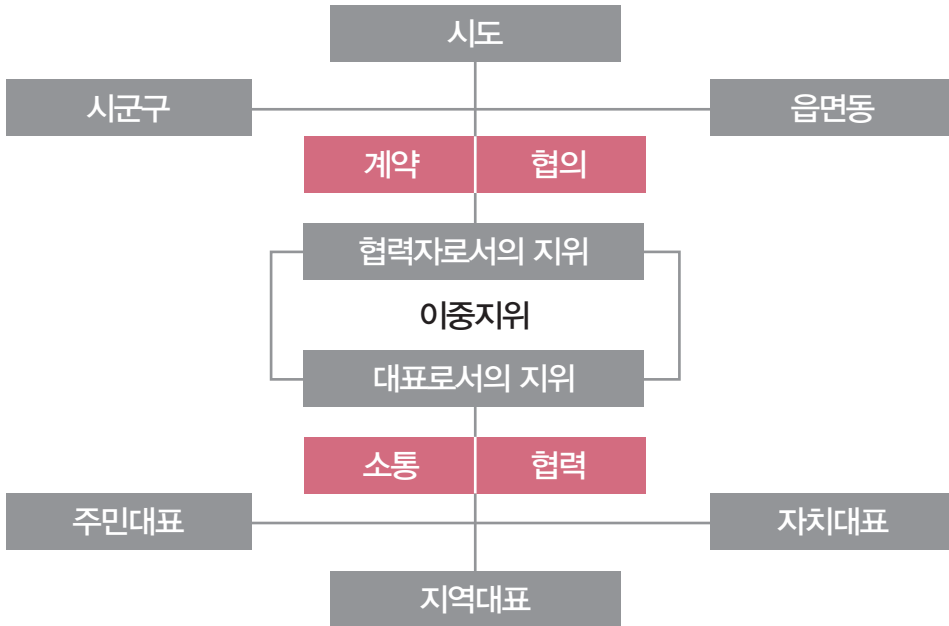 시도
시군구
읍면동
계약
협의
협력자로서의 지위
이중지위
대표로서의 지위
소통
협력
주민대표
자치대표
지역대표